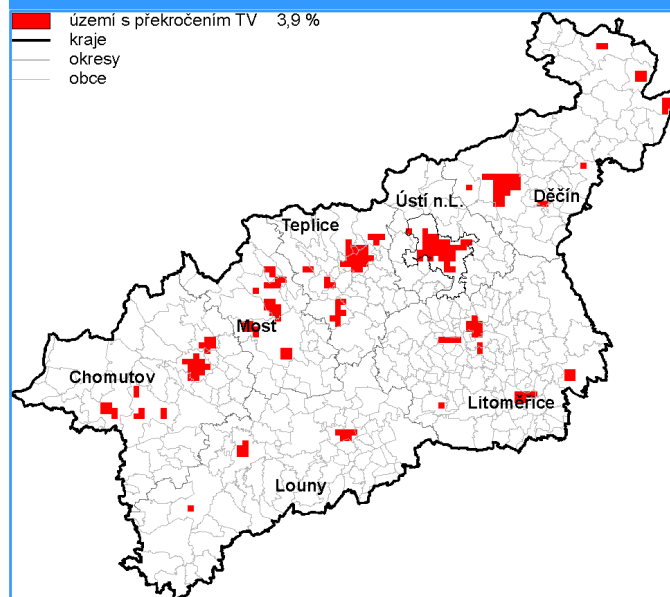 území s překročením TV 3,9 %
kraje
okresy
obce
Děčín
Ústí n.L.
Teplice
Most
Chomutov
Litoměřice
Louny